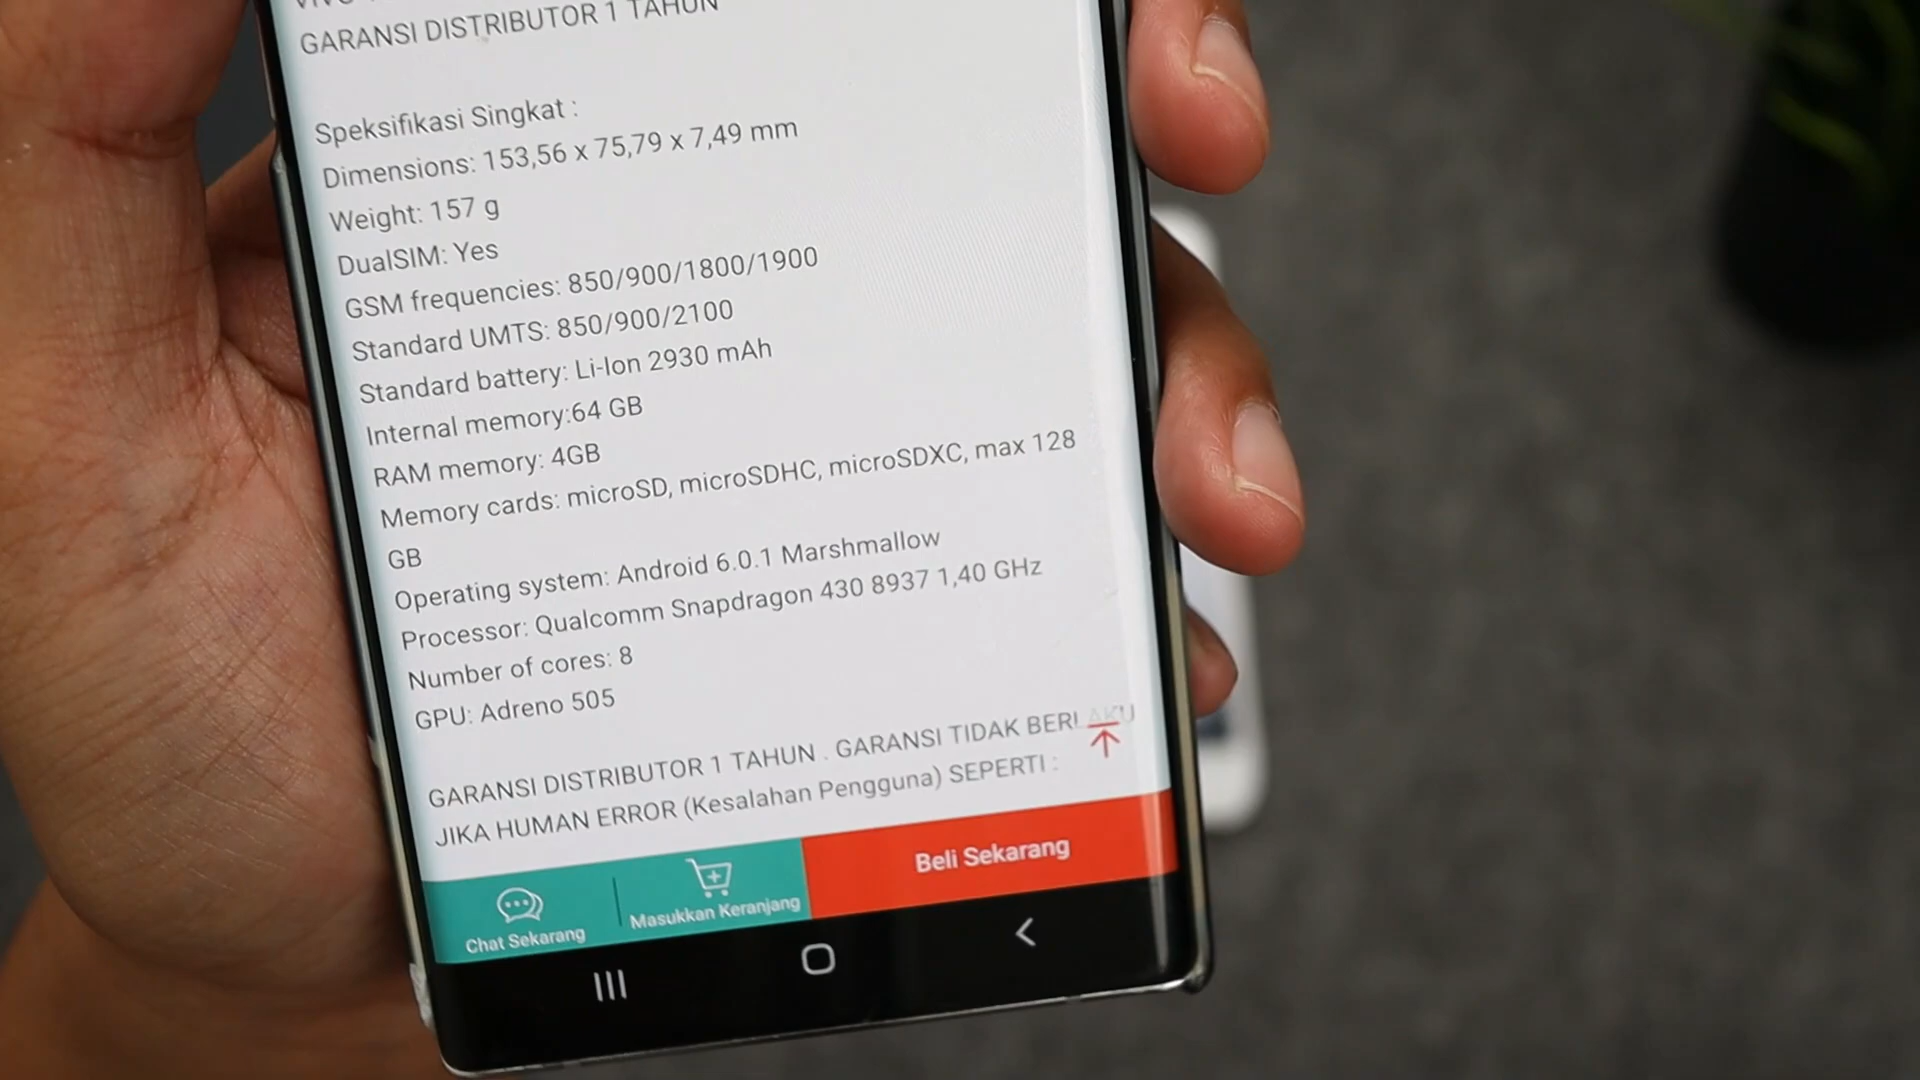 GARANSI DISTRIBUTOR 1 TAHUN
Speksifikasi Singkat :
Dimensions: 153,56 x 75,79 x 7,49 mm
Weight: 157 g
DualSIM: Yes
GSM frequencies: 850/900/1800/1900
Standard UMTS: 850/900/2100
Standard battery: Li-Ion 2930 mAh
Internal memory:64 GB
RAM memory: 4GB
Memory cards: microSD, microSDHC, microSDXC, max 128
GB
Operating system: Android 6.0.1 Marshmallow
Processor: Qualcomm Snapdragon 430 8937 1,40 GHz
Number of cores: 8
GPU: Adreno 505
GARANSI DISTRIBUTOR 1 TAHUN . GARANSI TIDAK BERLAKU
JIKA HUMAN ERROR (Kesalahan Pengguna) SEPERTI :
Chat Sekarang
Masukkan Keranjang
Beli Sekarang